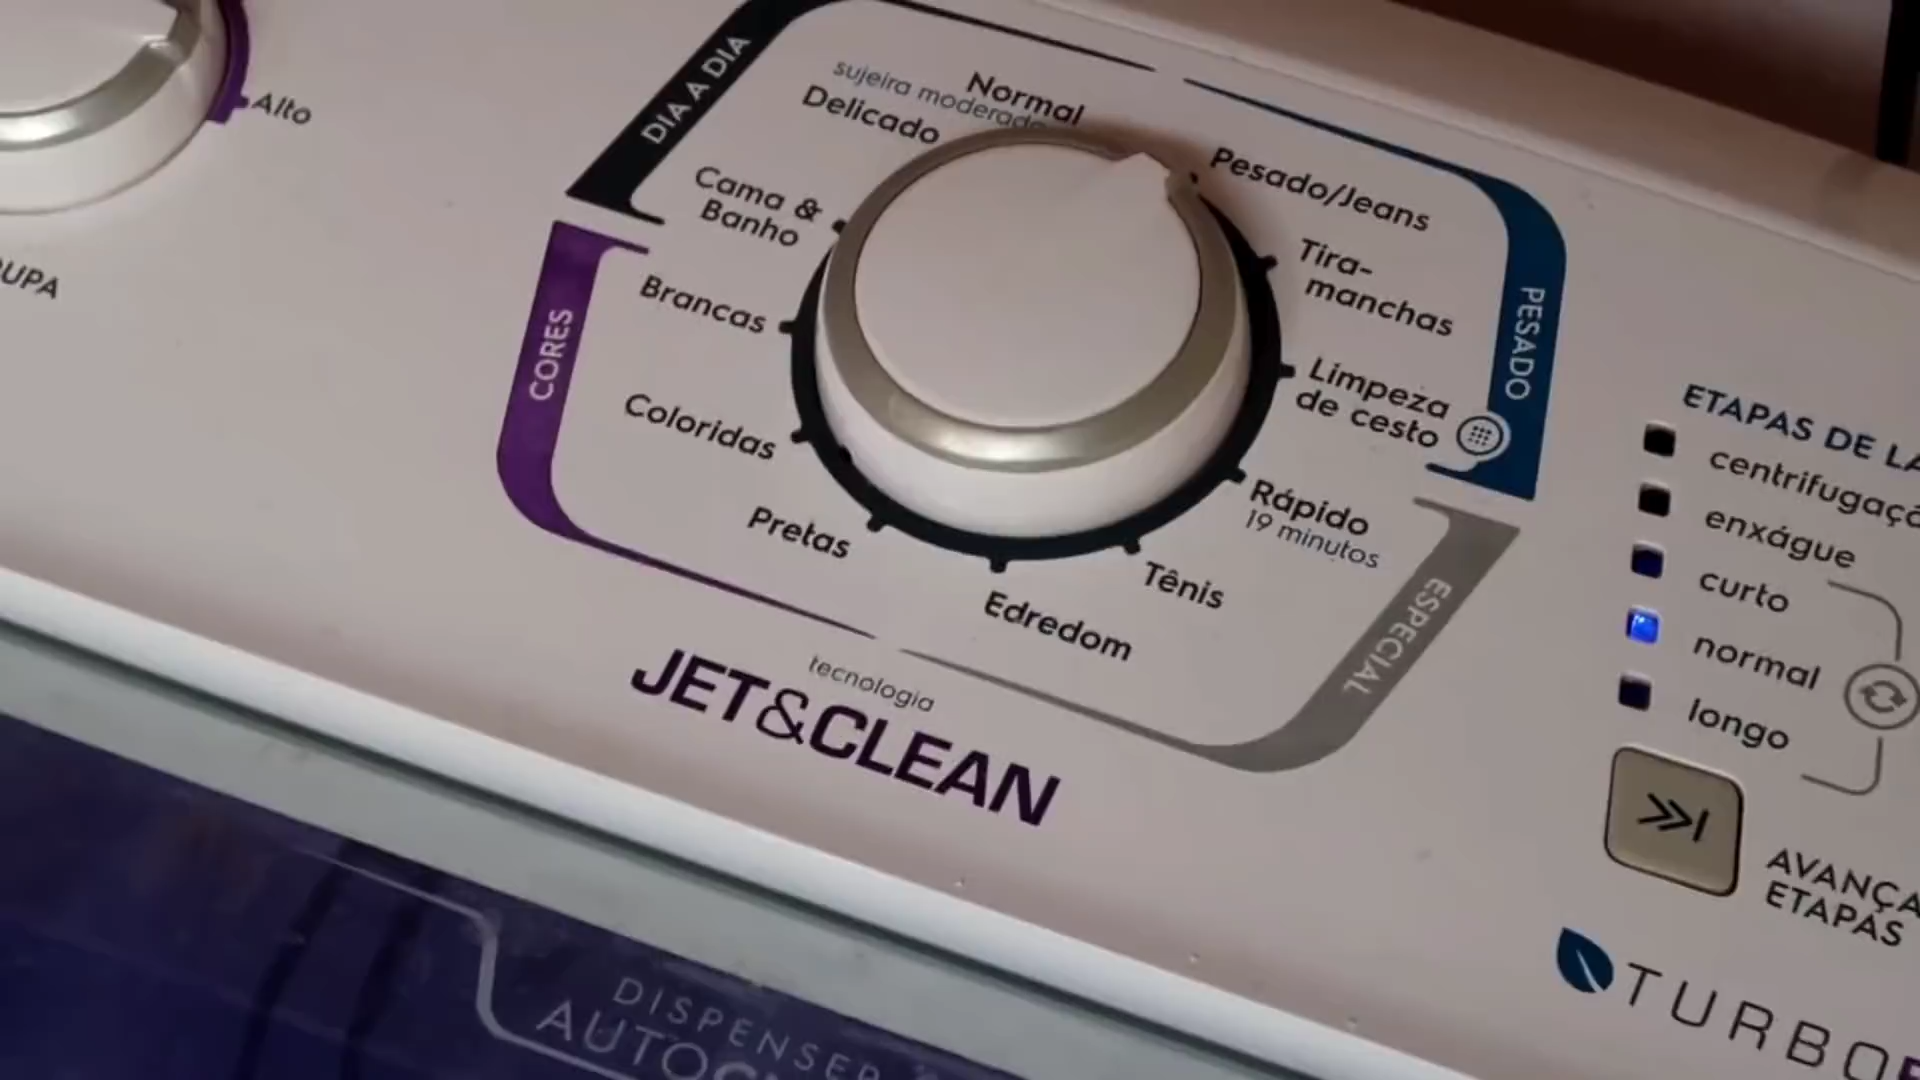 Alto
UPA
DIA A DIA
Normal
sujeira moderada
Delicado
Cama &
Banho
CORES
Brancas
Coloridas
Pretas
PESADO
Pesado/Jeans
Tira-
manchas
Limpeza
de cesto
ESPECIAL
Rápido
19 minutos
Tênis
Edredom
tecnologia
JET&CLEAN
ETAPAS DE LA
centrifugaçã
enxágue
curto
normal
longo
AVANÇA
ETAPAS
TURBO
DISPENSER